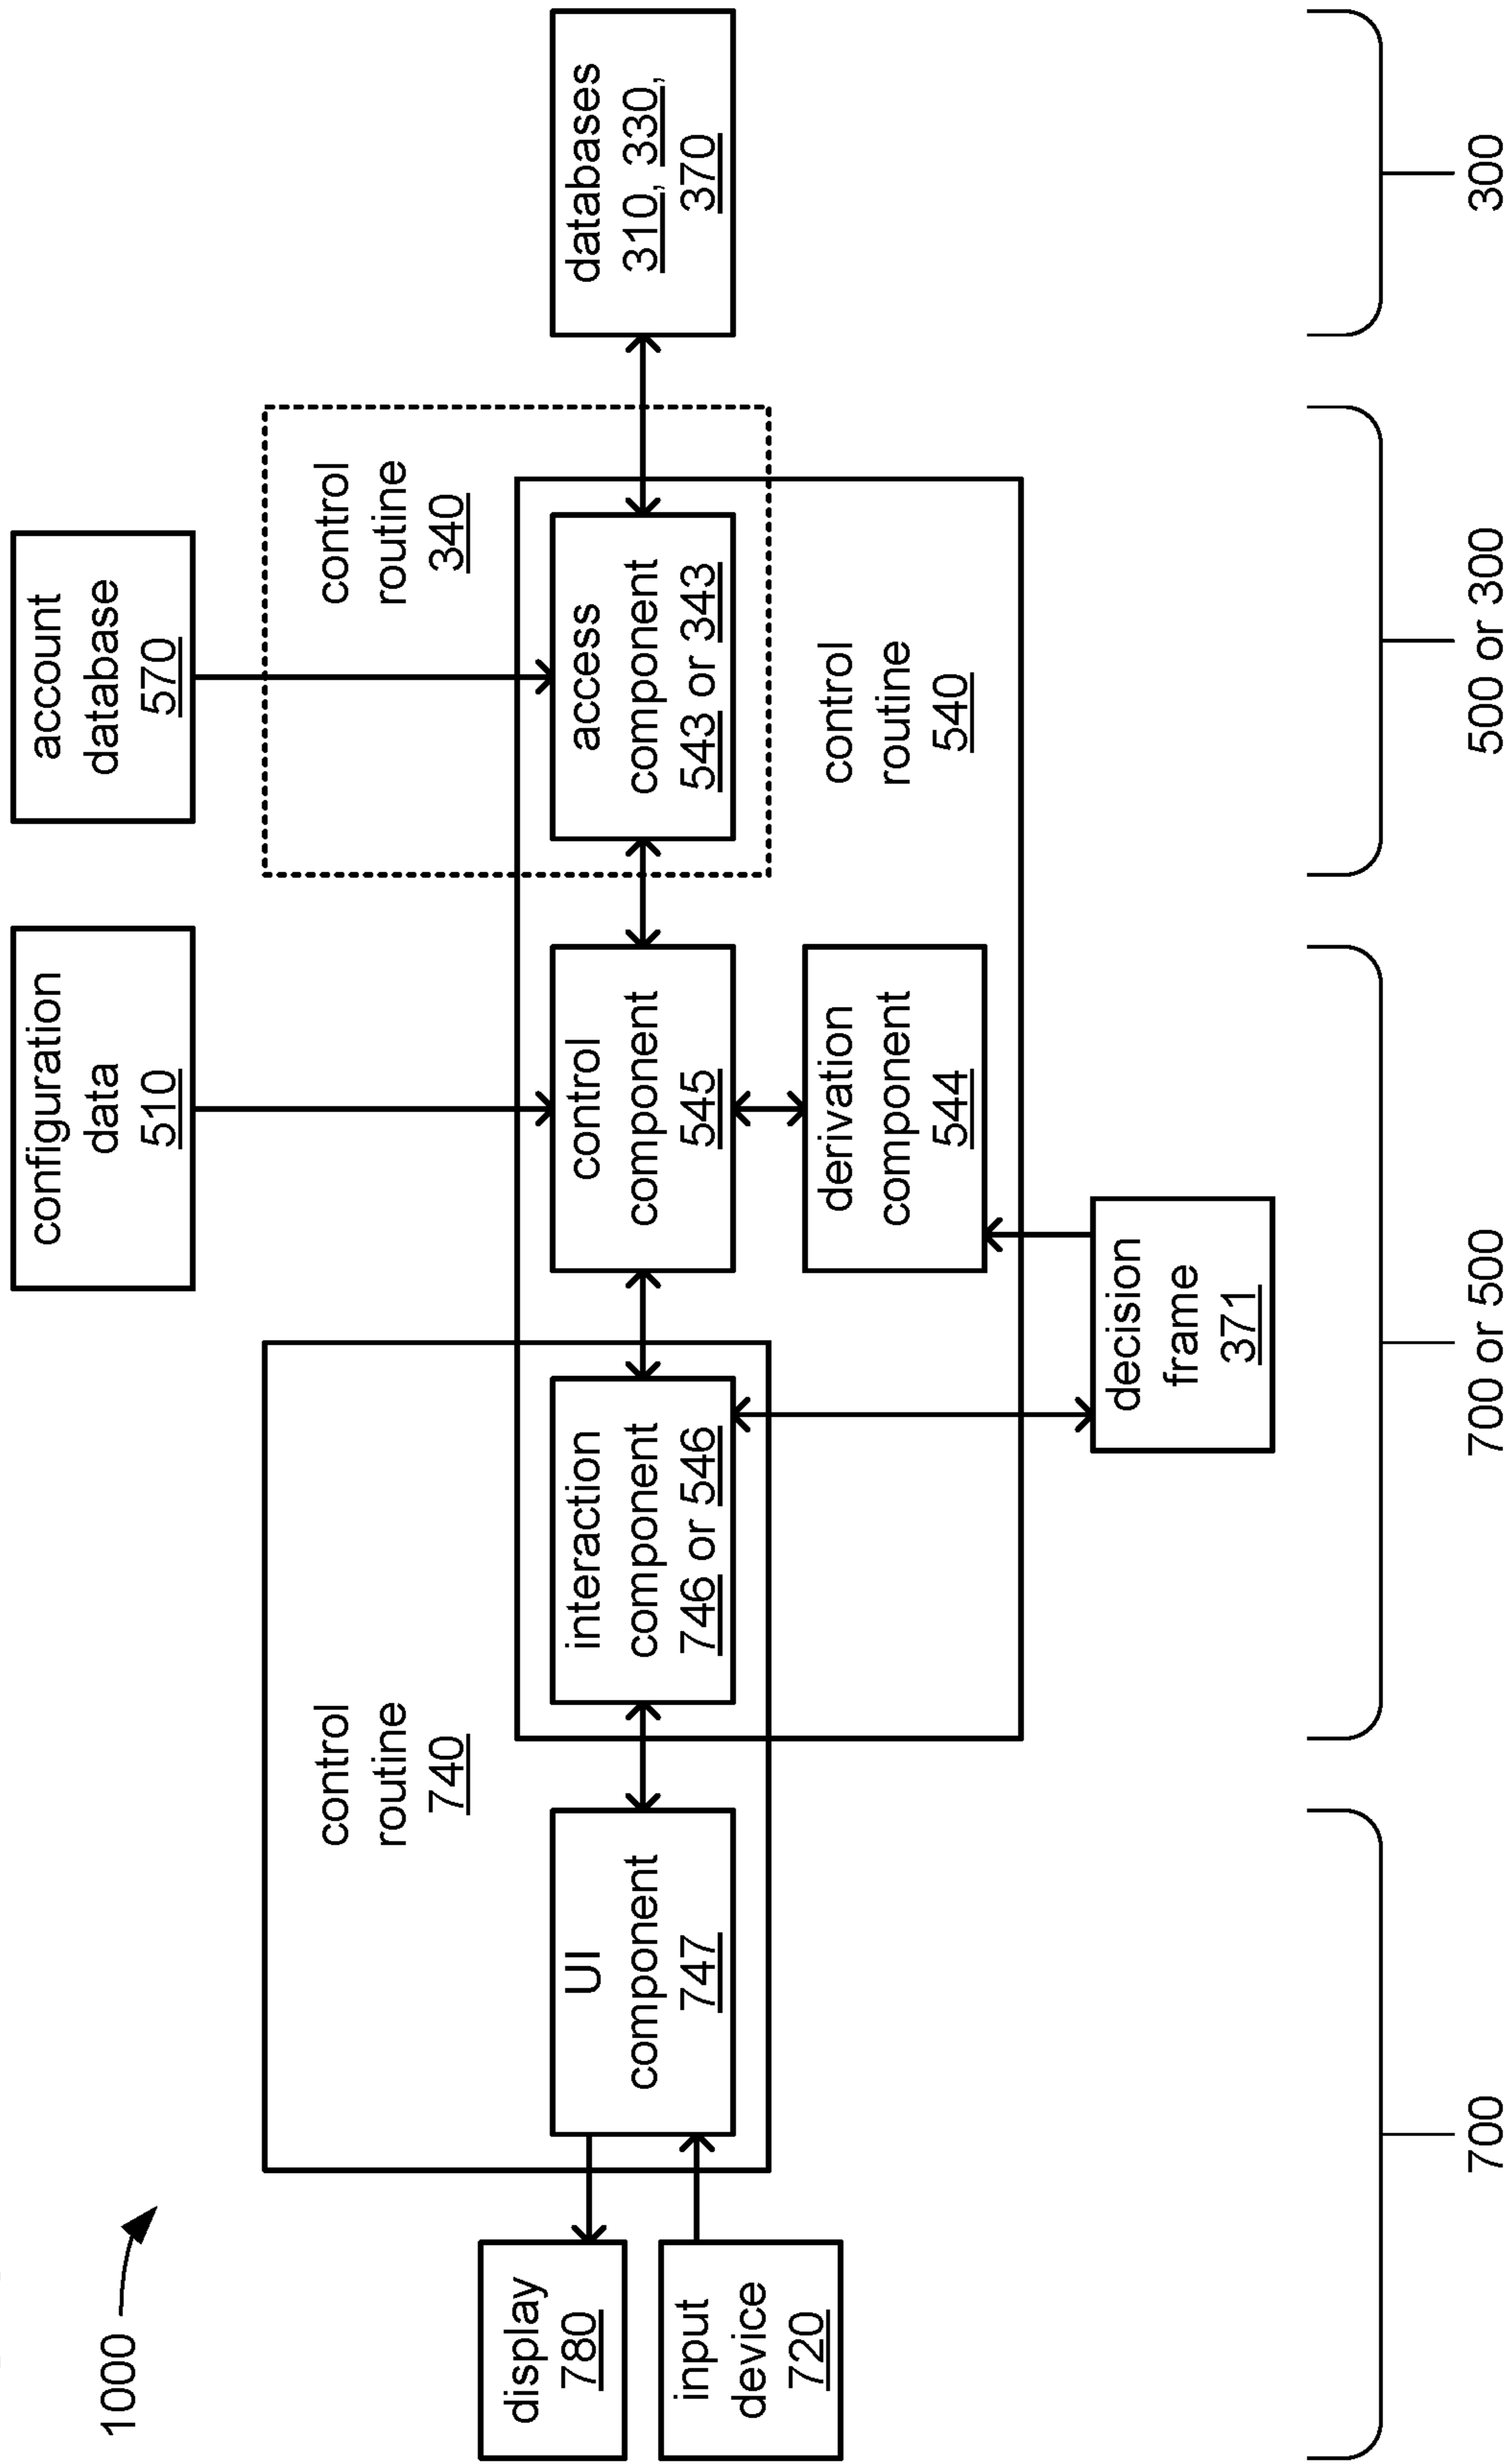 1000
configuration
data
510
account
database
570
control
routine
740
control
routine
340
display
780
input
device
720
UI
component
747
interaction
component
746 or 546
control
component
545
access
component
543 or 343
databases
310, 330,
370
derivation
component
544
control
routine
540
decision
frame
371
700
700 or 500
500 or 300
300